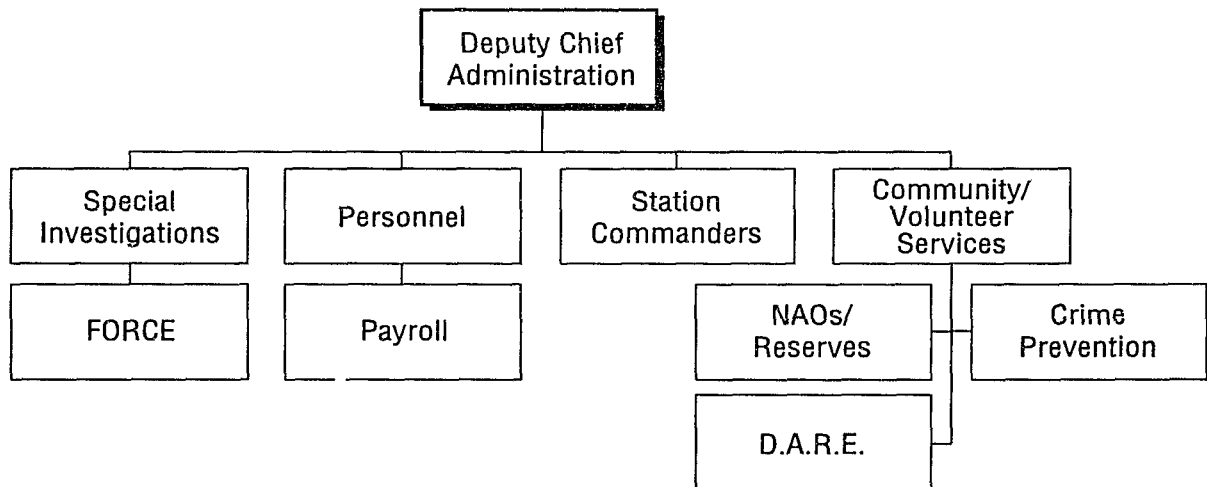 Deputy Chief
Administration
Special
Investigations
Personnel
Station
Commanders
Community/
Volunteer
Services
FORCE
Payroll
NAOs/
Reserves
Crime
Prevention
D.A.R.E.